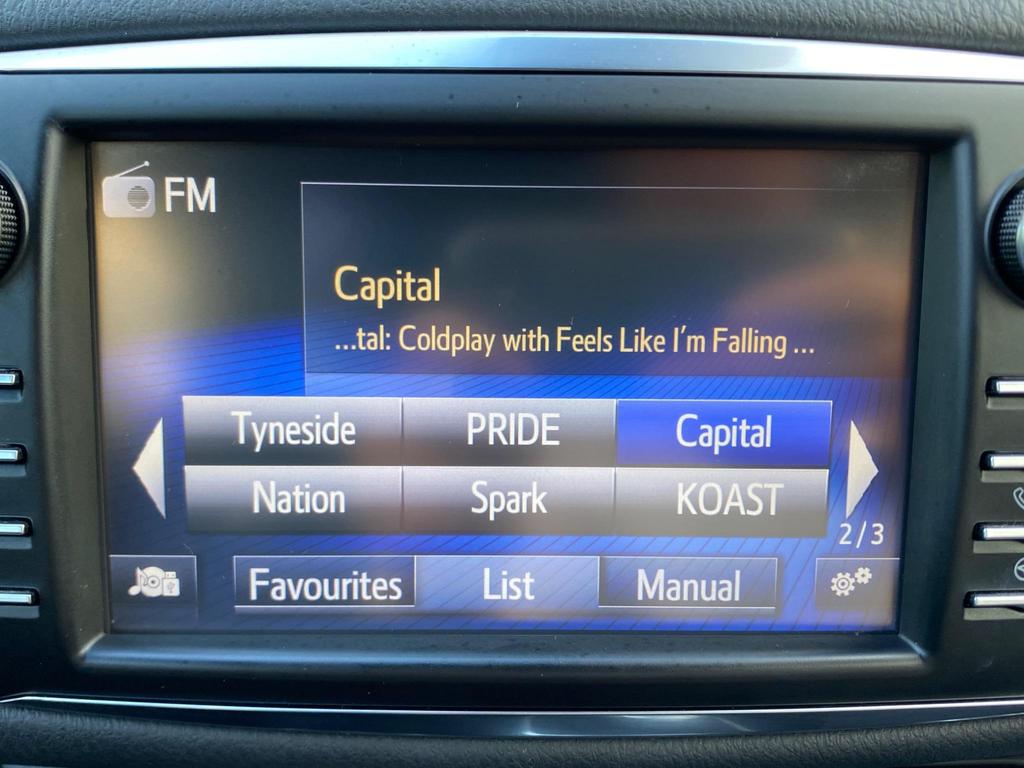 FM
Capital
...tal: Coldplay with Feels Like I'm Falling ...
Tyneside PRIDE Capital
Nation Spark KOAST
2/3
Favourites List Manual